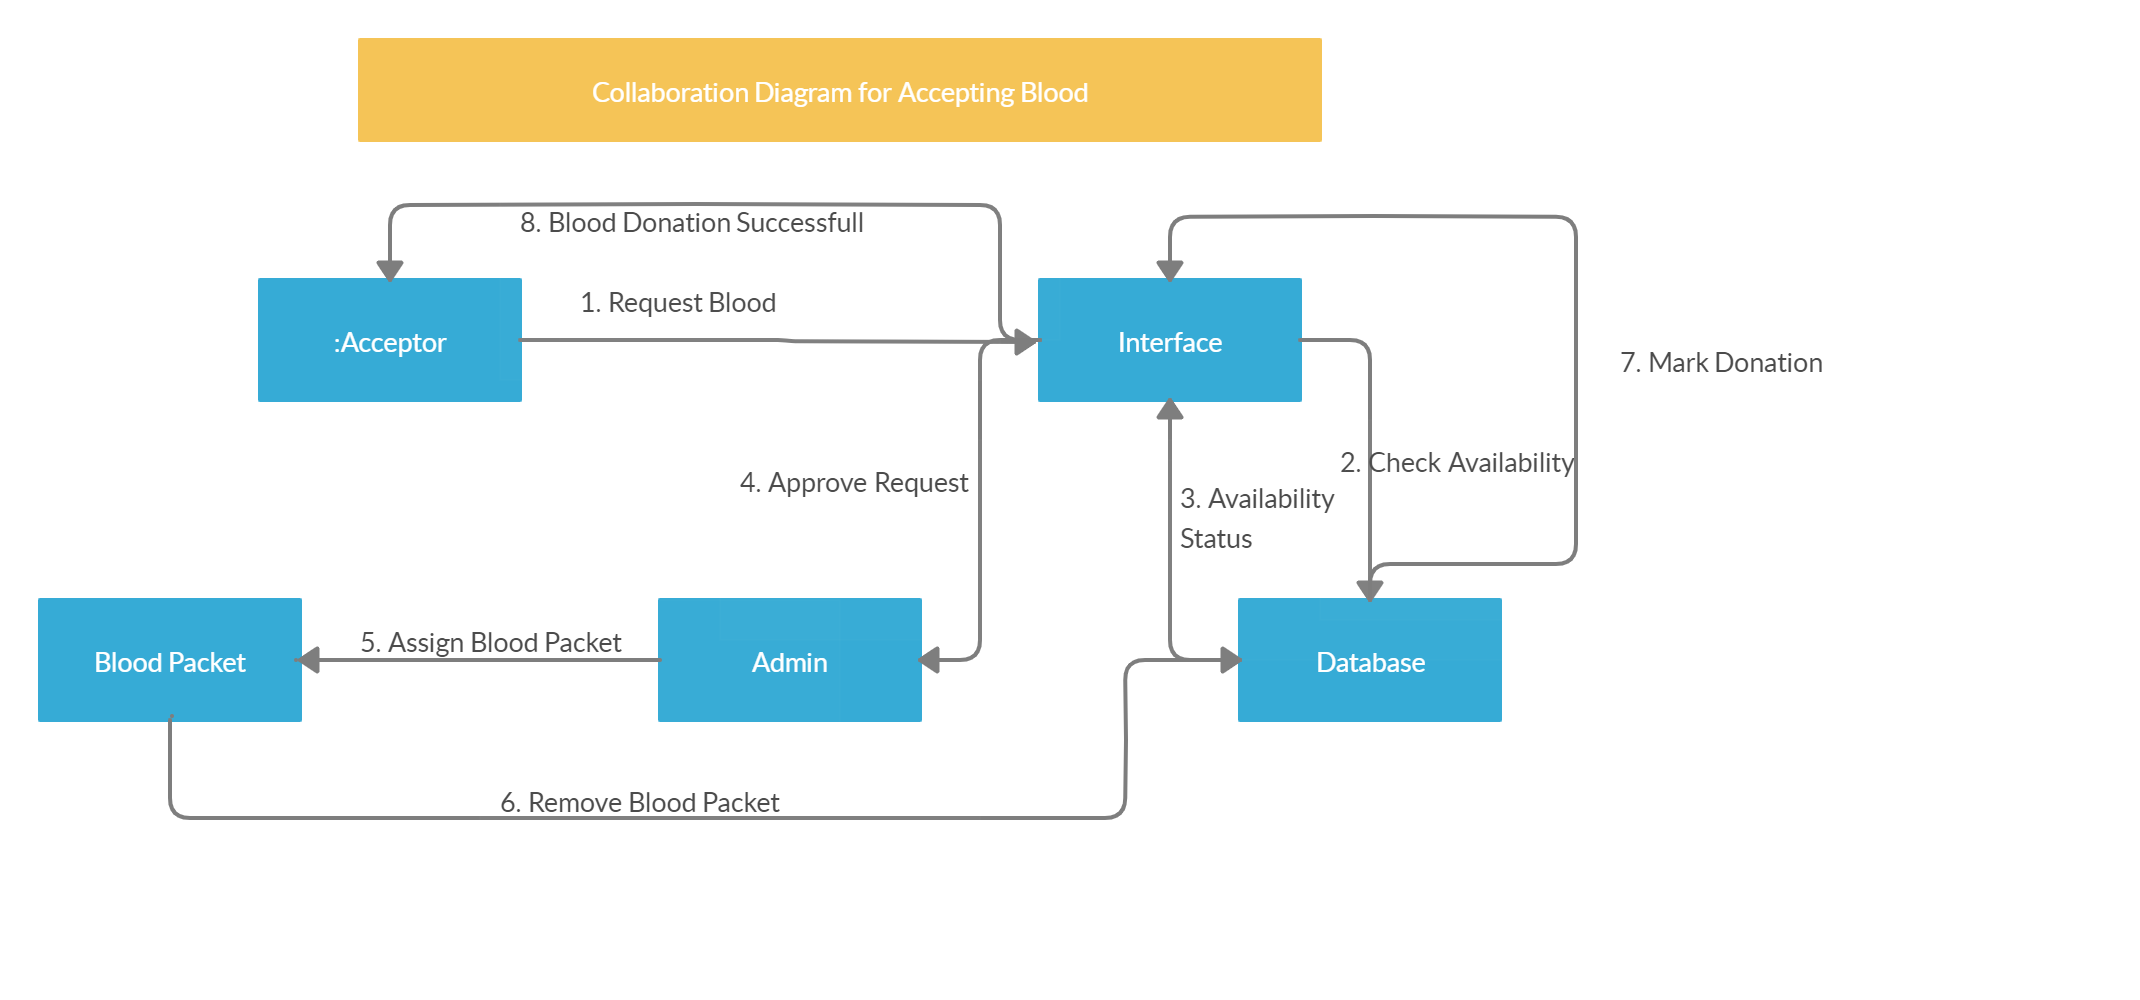 Collaboration Diagram for Accepting Blood
8. Blood Donation Successfull
1. Request Blood
:Acceptor
Interface
7. Mark Donation
2. Check Availability
4. Approve Request
3. Availability
Status
5. Assign Blood Packet
Blood Packet
Admin
Database
6. Remove Blood Packet